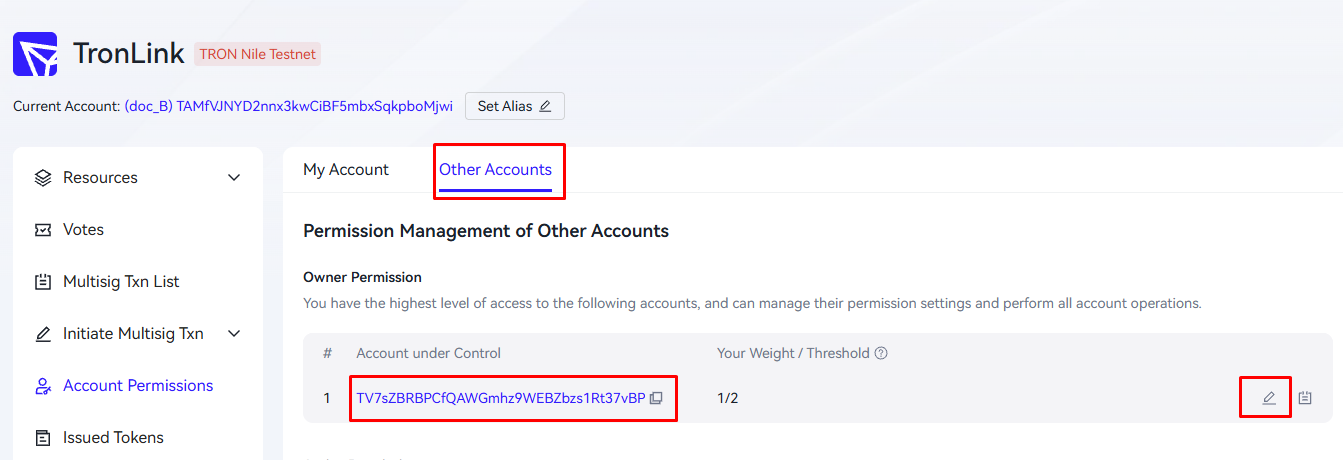 TronLink TRON Nile Testnet
Current Account: (doc_B) TAMfVJNYD2nnx3kwCiBF5mbxSqkpboMjwi Set Alias
Resources
Votes
Multisig Txn List
Initiate Multisig Txn
Account Permissions
Issued Tokens
My Account Other Accounts
Permission Management of Other Accounts
Owner Permission
You have the highest level of access to the following accounts, and can manage their permission settings and perform all account operations.
# Account under Control Your Weight / Threshold
1 TV7sZBRBPCfQAWGmhz9WEBZbzs1Rt37vBP 1/2